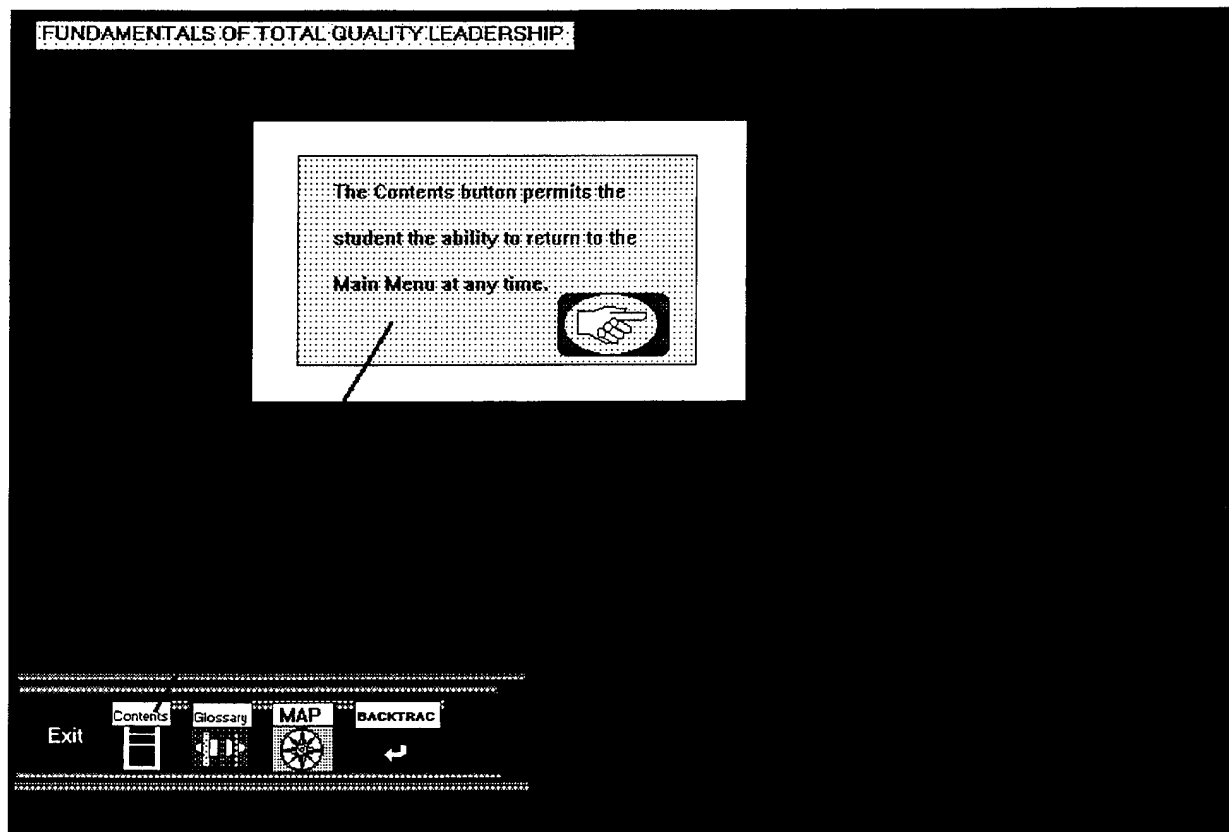 FUNDAMENTALS OF TOTAL QUALITY LEADERSHIP
The Contents button permits the
student the ability to return to the
Main Menu at any time.
Exit
Contents
Glossary
MAP
BACKTRAC